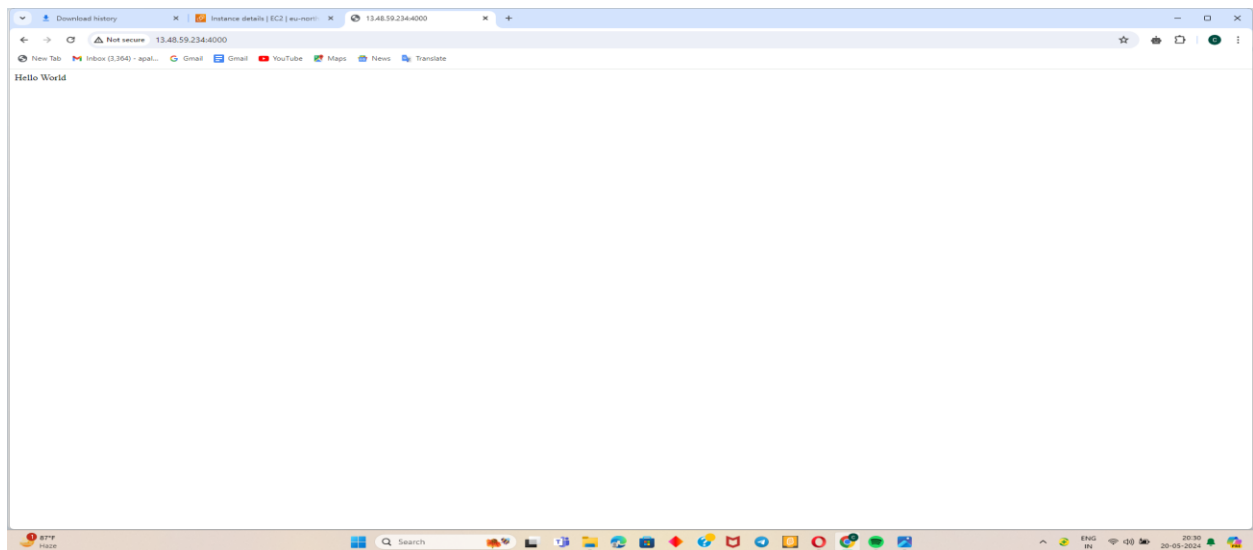 Download history
Instance details | EC2 | eu-nort
13.48.59.234:4000
Not secure 13.48.59.234:4000
New Tab
Inbox (3,364) - apal...
Gmail
Gmail
YouTube
Maps
News
Translate
Hello World
87°F
Haze
Search
ENG
IN
20:30
20-05-2024